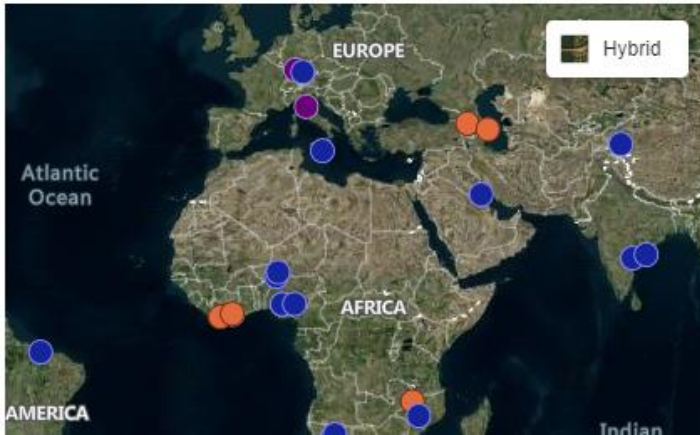 EUROPE
Hybrid
Atlantic
Ocean
AFRICA
AMERICA
Indian